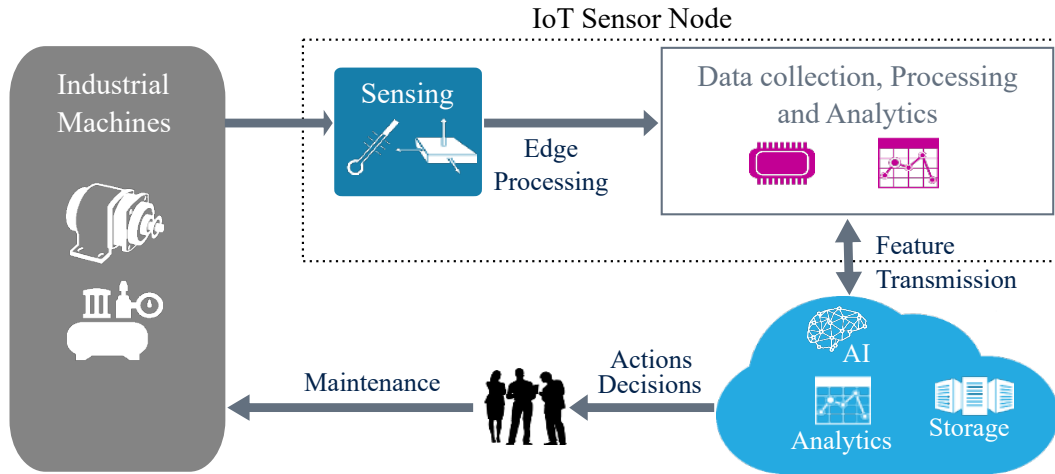 IoT Sensor Node
Industrial
Machines
Sensing
Edge
Processing
Data collection, Processing
and Analytics
Feature
Transmission
AI
Analytics
Storage
Actions
Decisions
Maintenance